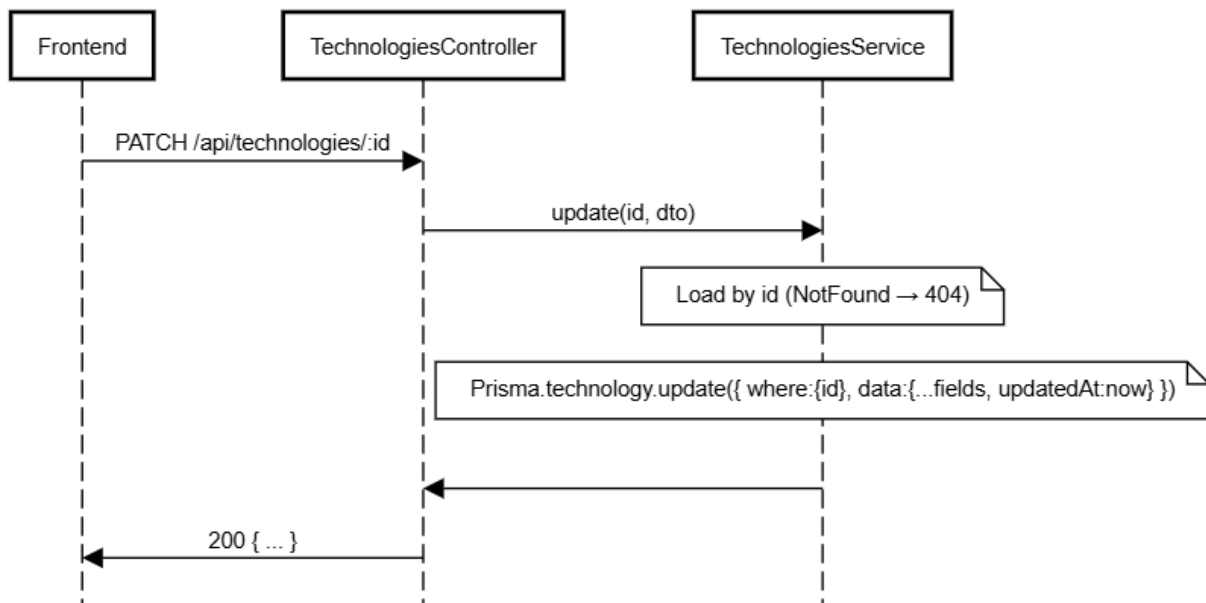 Frontend
TechnologiesController
TechnologiesService
PATCH /api/technologies/:id
update(id, dto)
Load by id (NotFound → 404)
Prisma.technology.update({ where:{id}, data:{...fields, updatedAt:now} })
200 { ... }